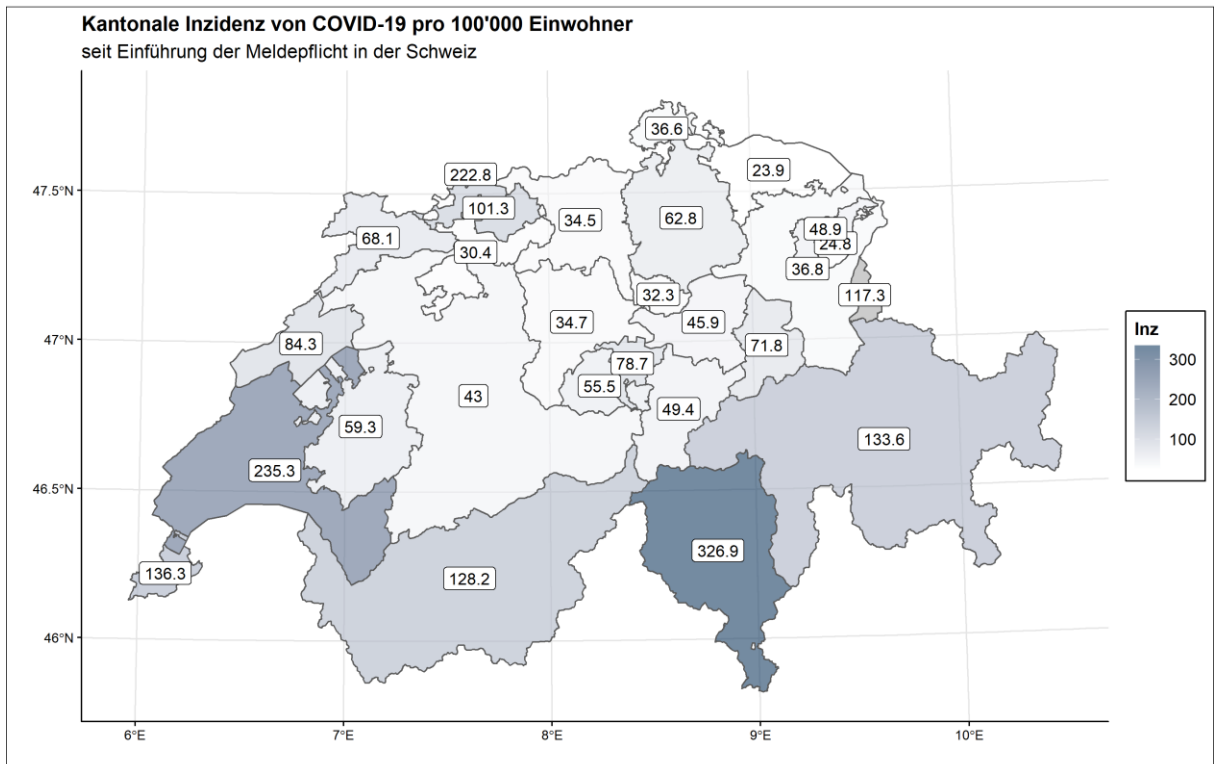 Kantonale Inzidenz von COVID-19 pro 100'000 Einwohner
seit Einführung der Meldepflicht in der Schweiz
36.6
23.9
47.5°N
222.8
101.3
34.5
62.8
68.1
48.9
24.8
30.4
36.8
32.3
117.3
34.7
45.9
47°N
84.3
71.8
78.7
55.5
43
49.4
59.3
133.6
235.3
46.5°N
326.9
136.3
128.2
46°N
6°E
7°E
8°E
9°E
10°E
Inz
300
200
100